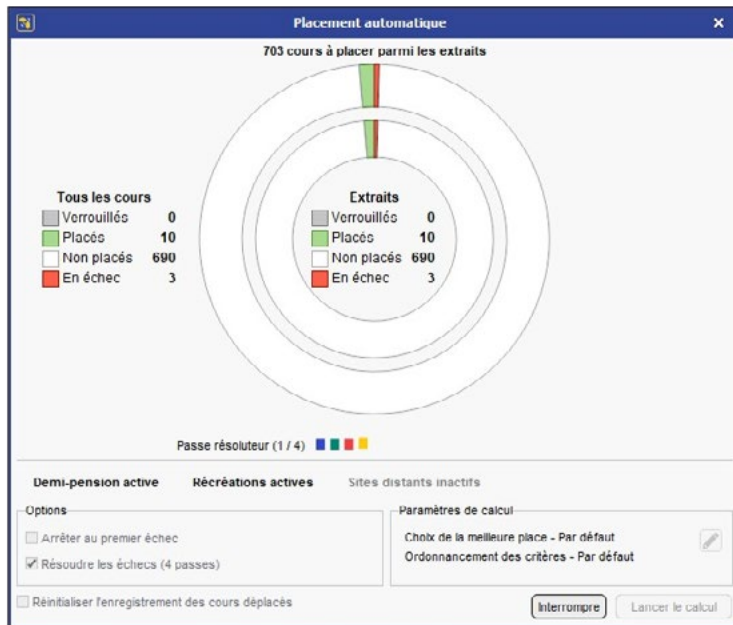 Placement automatique
703 cours à placer parmi les extraits
Tous les cours
Verrouillés 0
Placés 10
Non placés 690
En échec 3
Extraits
Verrouillés 0
Placés 10
Non placés 690
En échec 3
Passe résoluteur (1 / 4)
Demi-pension active Récréations actives Sites distants inactifs
Options
Arrêter au premier échec
Résoudre les échecs (4 passes)
Paramètres de calcul
Choix de la meilleure place - Par défaut
Ordonnancement des critères - Par défaut
Réinitialiser l'enregistrement des cours déplacés
Interrompre Lancer le calcul